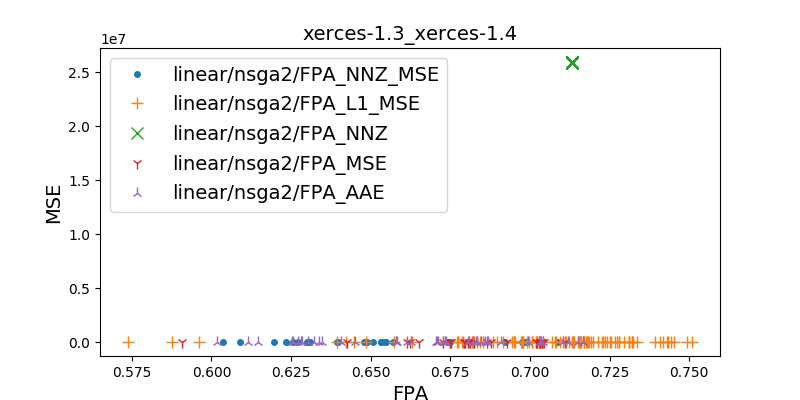 xerces-1.3_xerces-1.4
1e7
linear/nsga2/FPA_NNZ_MSE
linear/nsga2/FPA_L1_MSE
linear/nsga2/FPA_NNZ
linear/nsga2/FPA_MSE
linear/nsga2/FPA_AAE
2.5
2.0
1.5
1.0
0.5
0.0
MSE
0.575 0.600 0.625 0.650 0.675 0.700 0.725 0.750
FPA